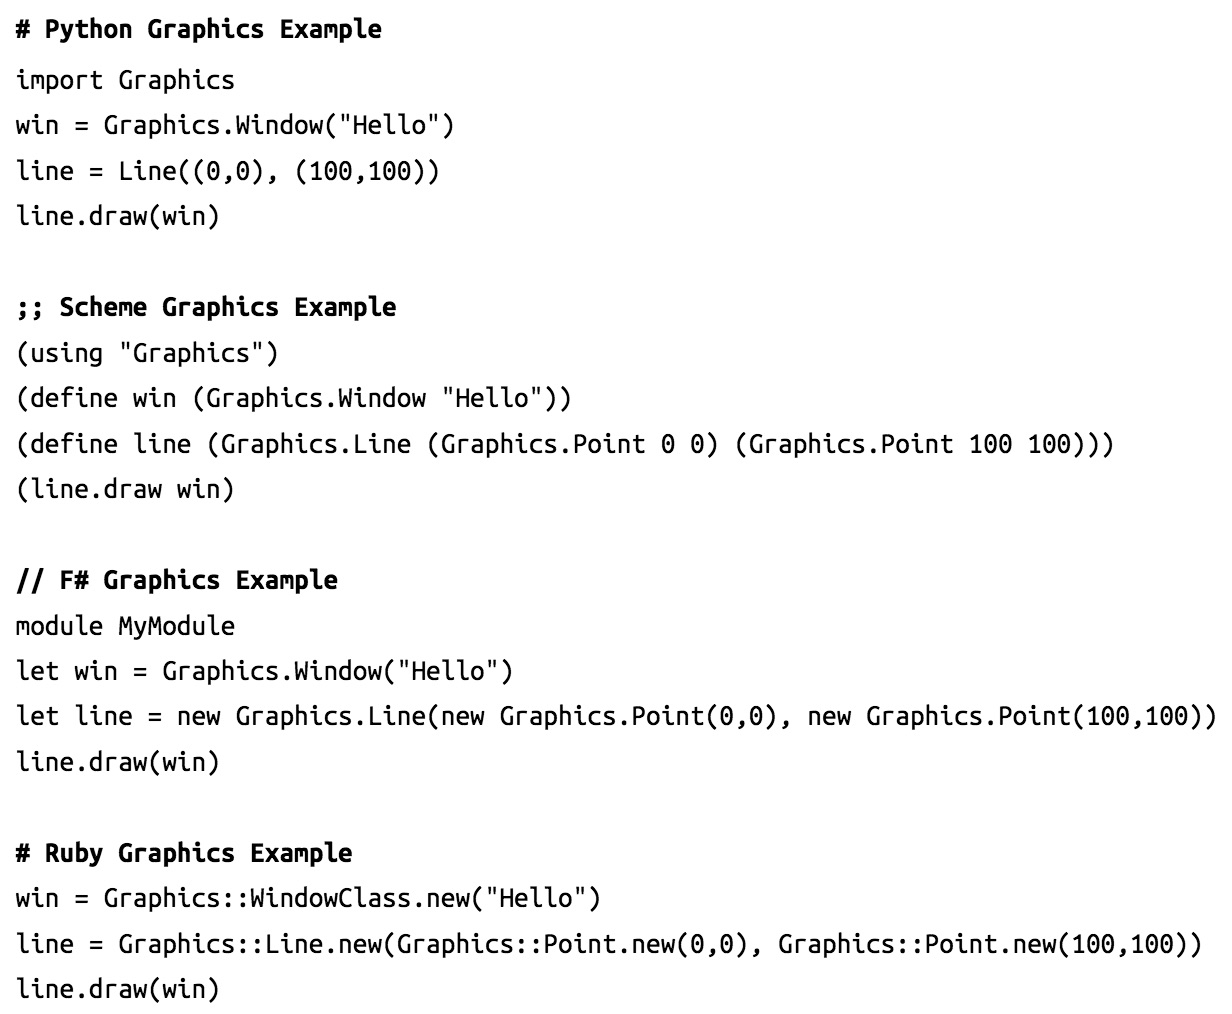 # Python Graphics Example
import Graphics
win = Graphics.Window("Hello")
line = Line((0,0), (100,100))
line.draw(win)
;; Scheme Graphics Example
(using "Graphics")
(define win (Graphics.Window "Hello"))
(define line (Graphics.Line (Graphics.Point 0 0) (Graphics.Point 100 100)))
(line.draw win)
// F# Graphics Example
module MyModule
let win = Graphics.Window("Hello")
let line = new Graphics.Line(new Graphics.Point(0,0), new Graphics.Point(100,100))
line.draw(win)
# Ruby Graphics Example
win = Graphics::WindowClass.new("Hello")
line = Graphics::Line.new(Graphics::Point.new(0,0), Graphics::Point.new(100,100))
line.draw(win)